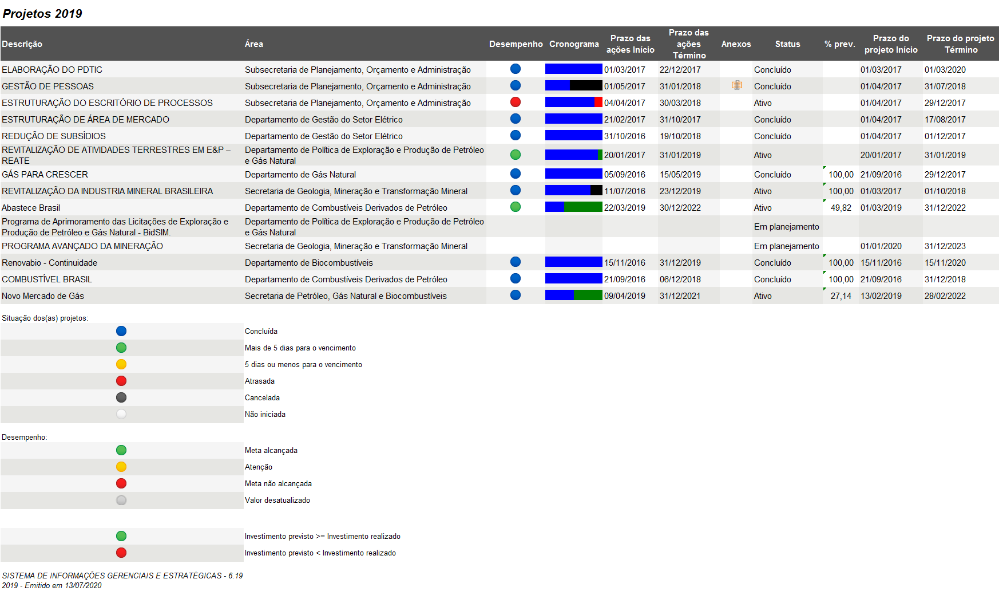 Projetos 2019
Descrição Área Desempenho Cronograma Prazo das ações Início Prazo das ações Término Anexos Status % prev. Prazo do projeto Início Prazo do projeto Término
ELABORAÇÃO DO PDTIC Subsecretaria de Planejamento, Orçamento e Administração 01/03/2017 22/12/2017 Concluído 01/03/2017 01/03/2020
GESTÃO DE PESSOAS Subsecretaria de Planejamento, Orçamento e Administração 01/05/2017 31/01/2018 Concluído 01/04/2017 31/07/2018
ESTRUTURAÇÃO DO ESCRITÓRIO DE PROCESSOS Subsecretaria de Planejamento, Orçamento e Administração 04/04/2017 30/03/2018 Ativo 01/04/2017 29/12/2017
ESTRUTURAÇÃO DE ÁREA DE MERCADO Departamento de Gestão do Setor Elétrico 21/02/2017 31/10/2017 Concluído 01/04/2017 17/08/2017
REDUÇÃO DE SUBSÍDIOS Departamento de Gestão do Setor Elétrico 31/10/2016 19/10/2018 Concluído 01/04/2017 01/12/2017
REVITALIZAÇÃO DE ATIVIDADES TERRESTRES EM E&P – REATE Departamento de Política de Exploração e Produção de Petróleo e Gás Natural 20/01/2017 31/01/2019 Ativo 20/01/2017 31/01/2019
GÁS PARA CRESCER Departamento de Gás Natural 05/09/2016 15/05/2019 Concluído 100,00 21/09/2016 29/12/2017
REVITALIZAÇÃO DA INDUSTRIA MINERAL BRASILEIRA Secretaria de Geologia, Mineração e Transformação Mineral 11/07/2016 23/12/2019 Ativo 100,00 01/03/2017 01/10/2018
Abastece Brasil Departamento de Combustíveis Derivados de Petróleo 22/03/2019 30/12/2022 Ativo 49,82 01/03/2019 31/12/2022
Programa de Aprimoramento das Licitações de Exploração e Produção de Petróleo e Gás Natural - BidSIM. Departamento de Política de Exploração e Produção de Petróleo e Gás Natural Em planejamento
PROGRAMA AVANÇADO DA MINERAÇÃO Secretaria de Geologia, Mineração e Transformação Mineral Em planejamento 01/01/2020 31/12/2023
Renovabio - Continuidade Departamento de Biocombustíveis 15/11/2016 31/12/2019 Concluído 100,00 15/11/2016 15/11/2020
COMBUSTÍVEL BRASIL Departamento de Combustíveis Derivados de Petróleo 21/09/2016 06/12/2018 Concluído 100,00 21/09/2016 31/12/2018
Novo Mercado de Gás Secretaria de Petróleo, Gás Natural e Biocombustíveis 09/04/2019 31/12/2021 Ativo 27,14 13/02/2019 28/02/2022
Situação dos(as) projetos:
Concluída
Mais de 5 dias para o vencimento
5 dias ou menos para o vencimento
Atrasada
Cancelada
Não iniciada
Desempenho:
Meta alcançada
Atenção
Meta não alcançada
Valor desatualizado
Investimento previsto >= Investimento realizado
Investimento previsto < Investimento realizado
SISTEMA DE INFORMAÇÕES GERENCIAIS E ESTRATÉGICAS - 6.19
2019 - Emitido em 13/07/2020